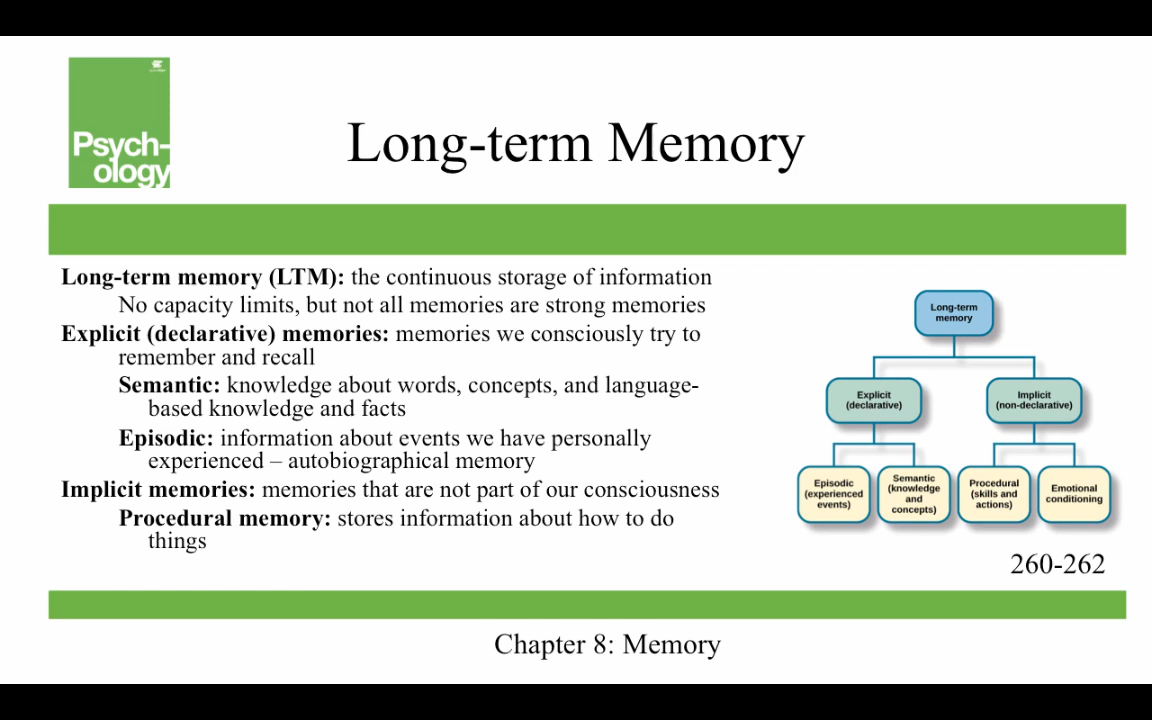 Psych-
ology
Long-term Memory
Long-term memory (LTM): the continuous storage of information
No capacity limits, but not all memories are strong memories
Explicit (declarative) memories: memories we consciously try to
remember and recall
Semantic: knowledge about words, concepts, and language-
based knowledge and facts
Episodic: information about events we have personally
experienced – autobiographical memory
Implicit memories: memories that are not part of our consciousness
Procedural memory: stores information about how to do
things
Long-term
memory
Explicit
(declarative)
Implicit
(non-declarative)
Episodic
(experienced
events)
Semantic
(knowledge
and
concepts)
Procedural
(skills and
actions)
Emotional
conditioning
260-262
Chapter 8: Memory